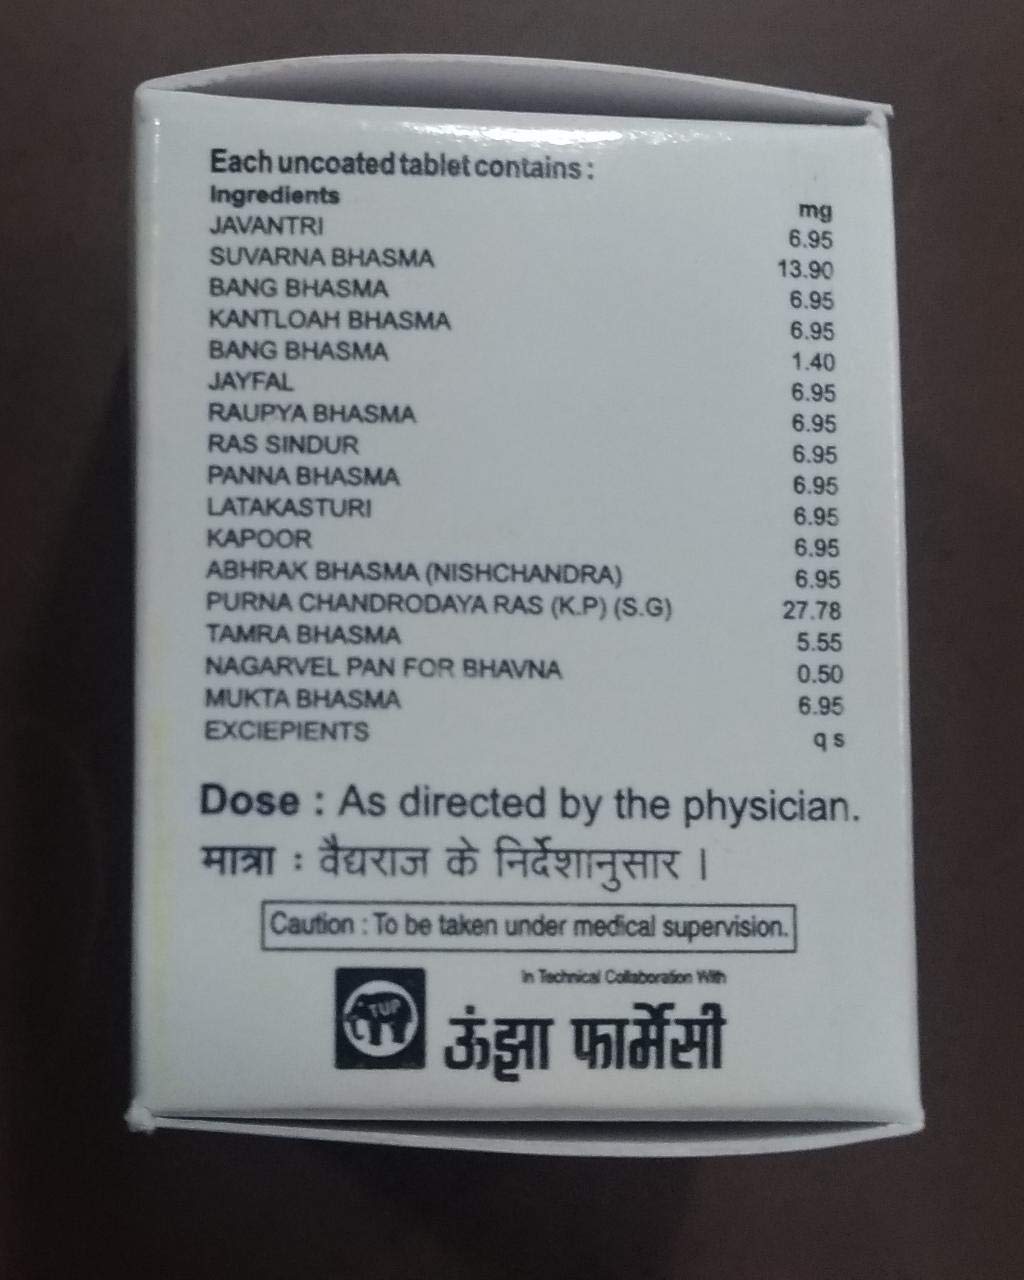 Each uncoated tablet contains :
Ingredients mg
JAVANTRI 6.95
SUVARNA BHASMA 13.90
BANG BHASMA 6.95
KANTLOAH BHASMA 6.95
BANG BHASMA 1.40
JAYFAL 6.95
RAUPYA BHASMA 6.95
RAS SINDUR 6.95
PANNA BHASMA 6.95
LATAKASTURI 6.95
KAPOOR 6.95
ABHRAK BHASMA (NISHCHANDRA) 6.95
PURNA CHANDRODAYA RAS (K.P) (S.G) 27.78
TAMRA BHASMA 5.55
NAGARVEL PAN FOR BHAVNA 0.50
MUKTA BHASMA 6.95
EXCIEPIENTS q s
Dose : As directed by the physician.
मात्रा : वैद्यराज के निर्देशानुसार ।
Caution : To be taken under medical supervision.
In Technical Collaboration With
TUP
ऊंझा फार्मेसी